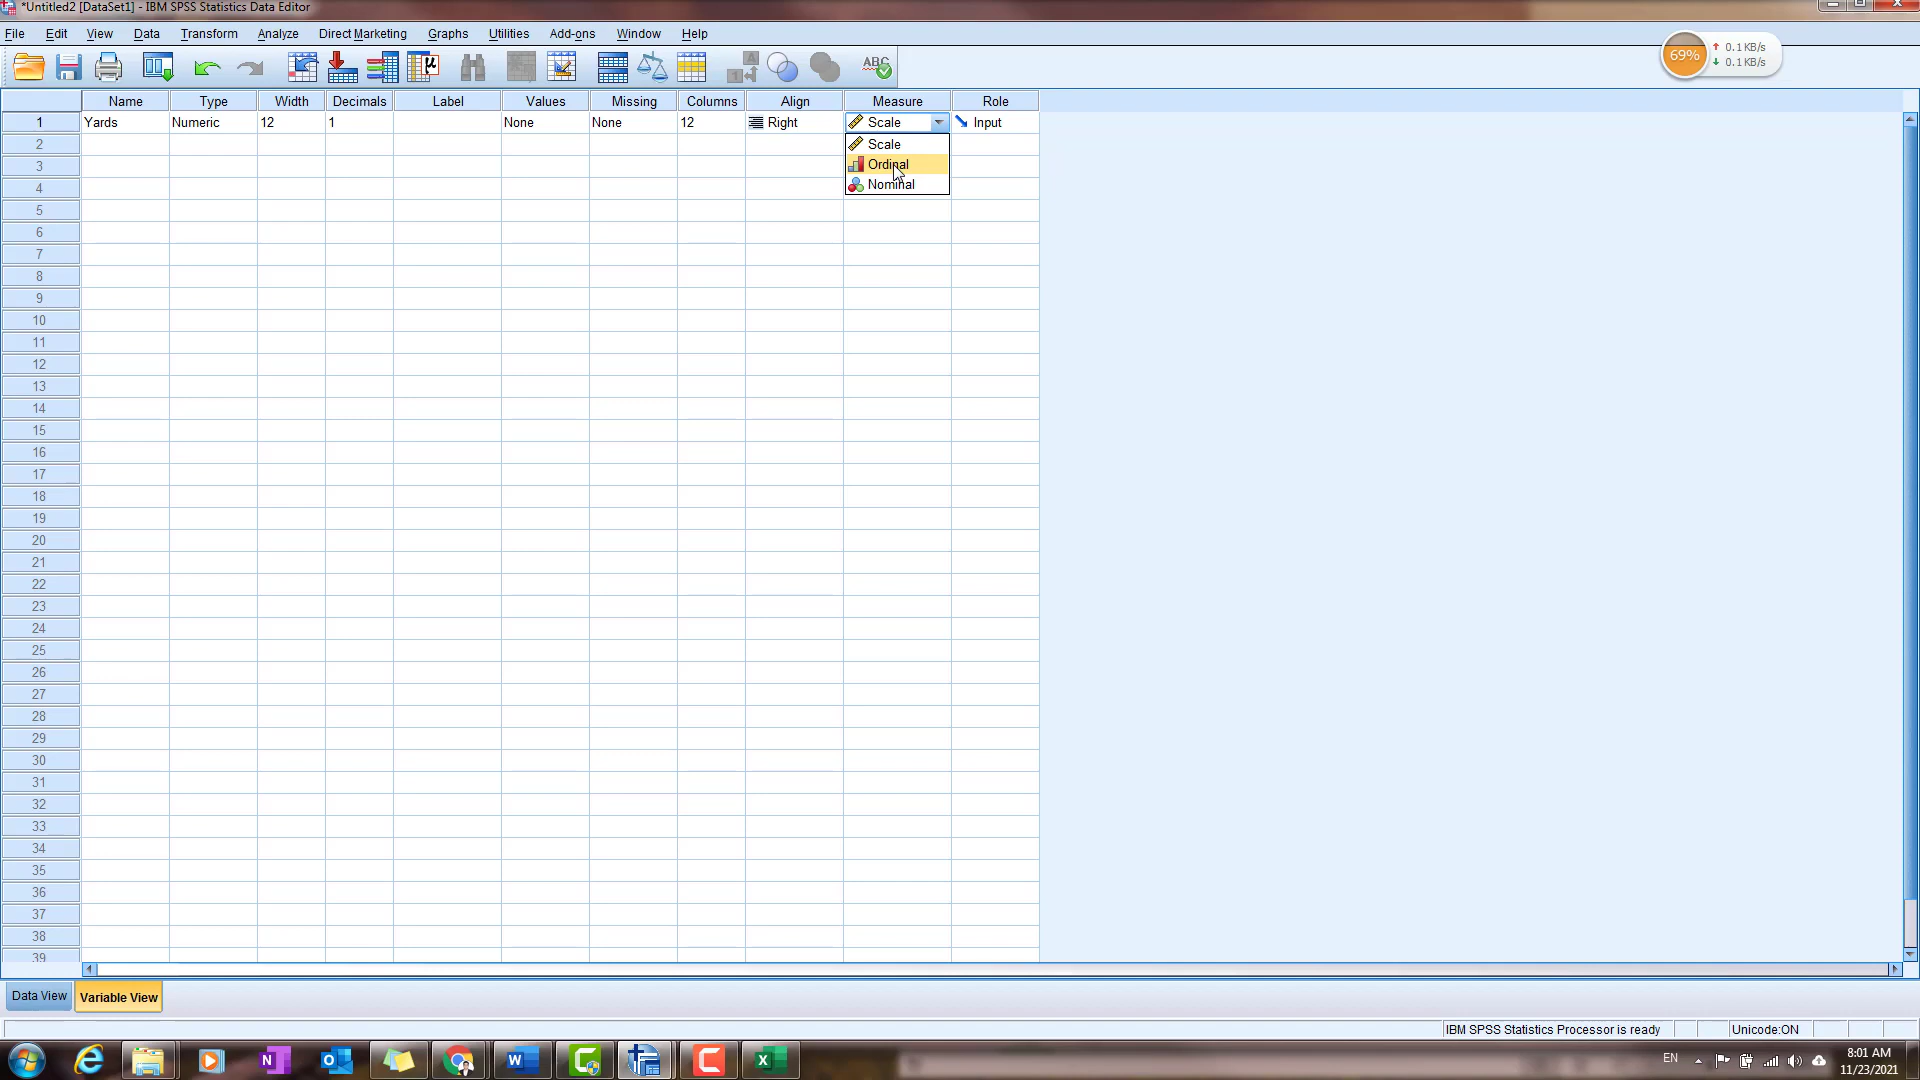 *Untitled2 [DataSet1] - IBM SPSS Statistics Data Editor
File Edit View Data Transform Analyze Direct Marketing Graphs Utilities Add-ons Window Help
69% 0.1 KB/s
0.1 KB/s
ABC
Name Type Width Decimals Label Values Missing Columns Align Measure Role
1 Yards Numeric 12 1 None None 12 Right Scale Input
2 Scale
3 Ordinal
4 Nominal
5
6
7
8
9
10
11
12
13
14
15
16
17
18
19
20
21
22
23
24
25
26
27
28
29
30
31
32
33
34
35
36
37
38
39
Data View Variable View
IBM SPSS Statistics Processor is ready Unicode:ON
EN 8:01 AM
11/23/2021